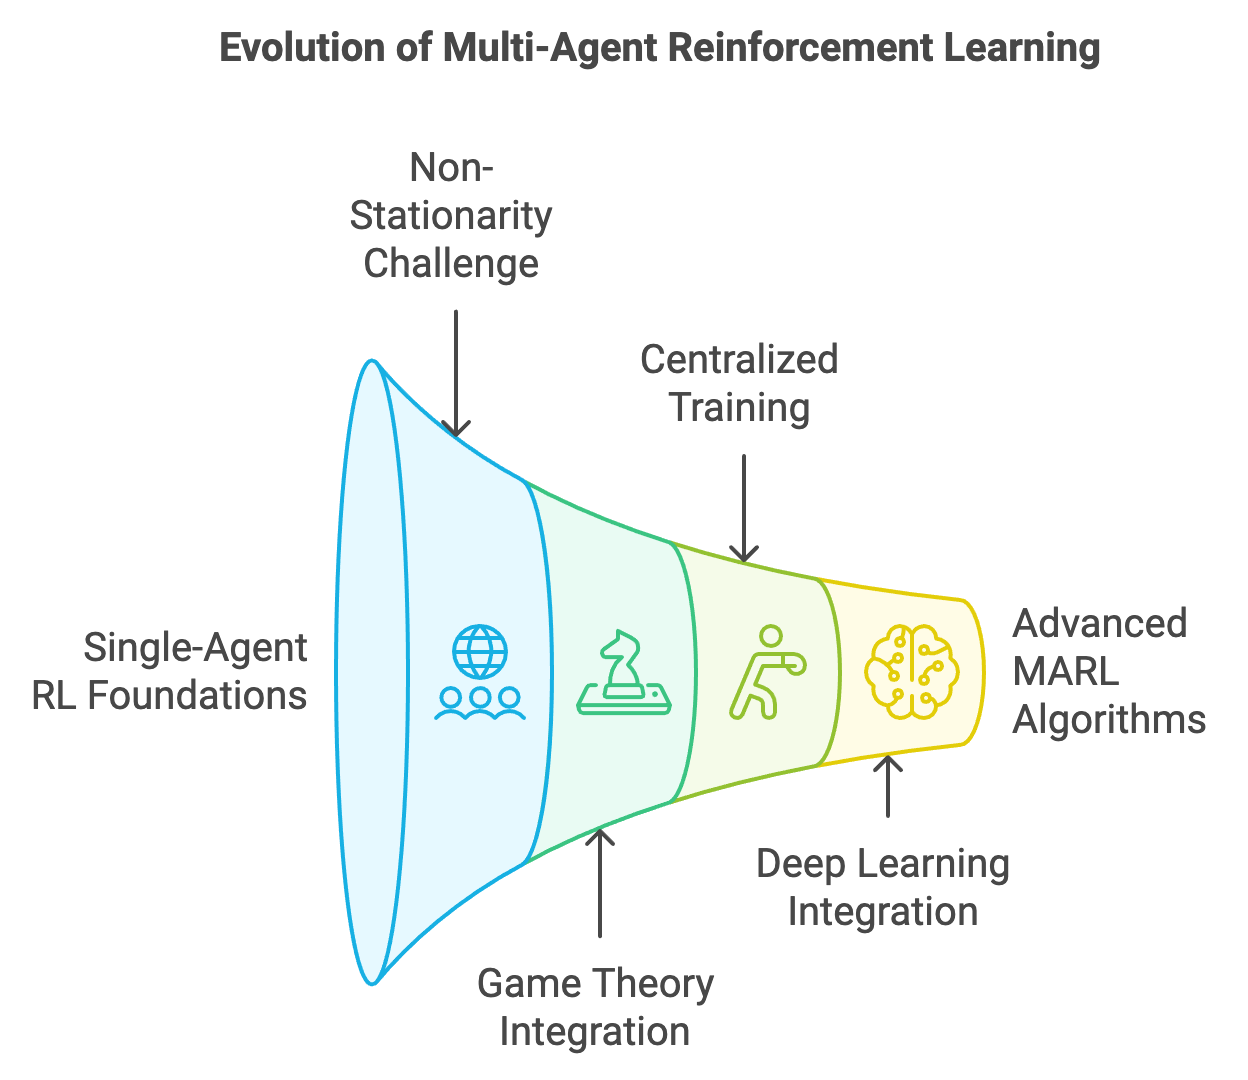 Evolution of Multi-Agent Reinforcement Learning
Non-
Stationarity
Challenge
Centralized
Training
Single-Agent
RL Foundations
Advanced
MARL
Algorithms
Deep Learning
Integration
Game Theory
Integration